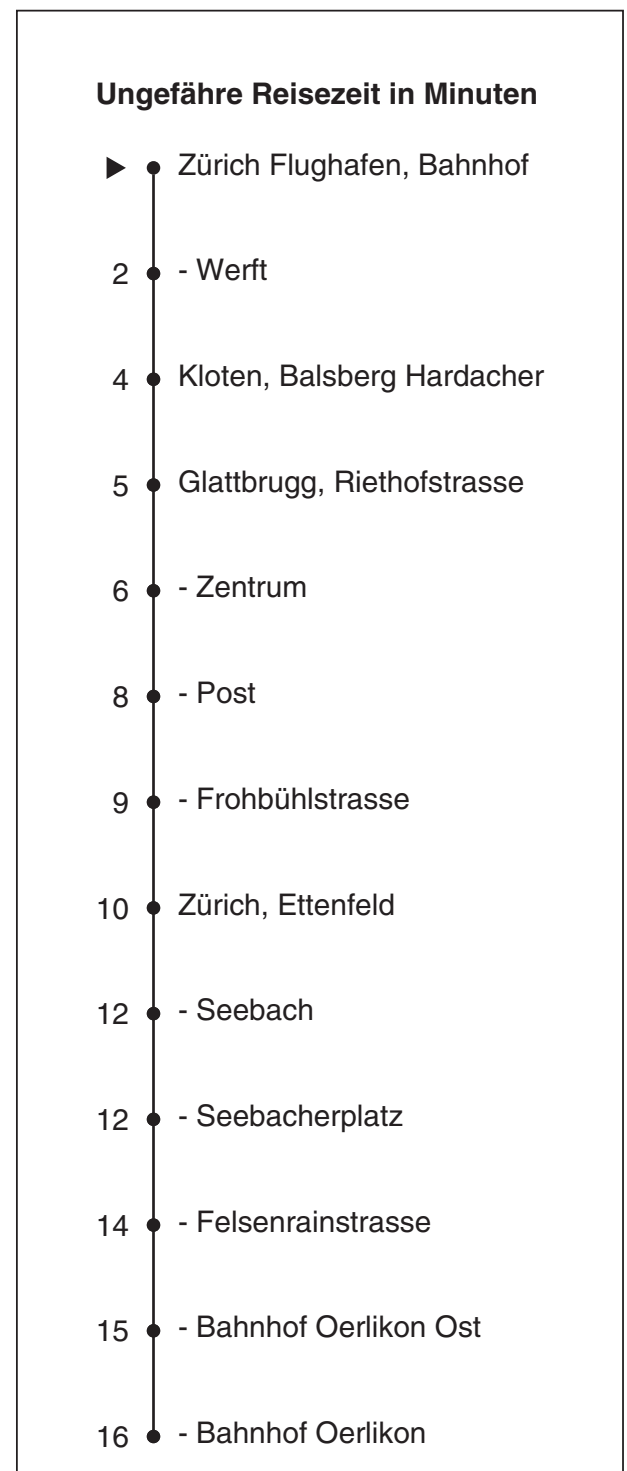 Ungefähre Reisezeit in Minuten
Zürich Flughafen, Bahnhof
2 - Werft
4 Kloten, Balsberg Hardacher
5 Glattbrugg, Riethofstrasse
6 - Zentrum
8 - Post
9 - Frohbühlstrasse
10 Zürich, Ettenfeld
12 - Seebach
12 - Seebacherplatz
14 - Felsenrainstrasse
15 - Bahnhof Oerlikon Ost
16 - Bahnhof Oerlikon